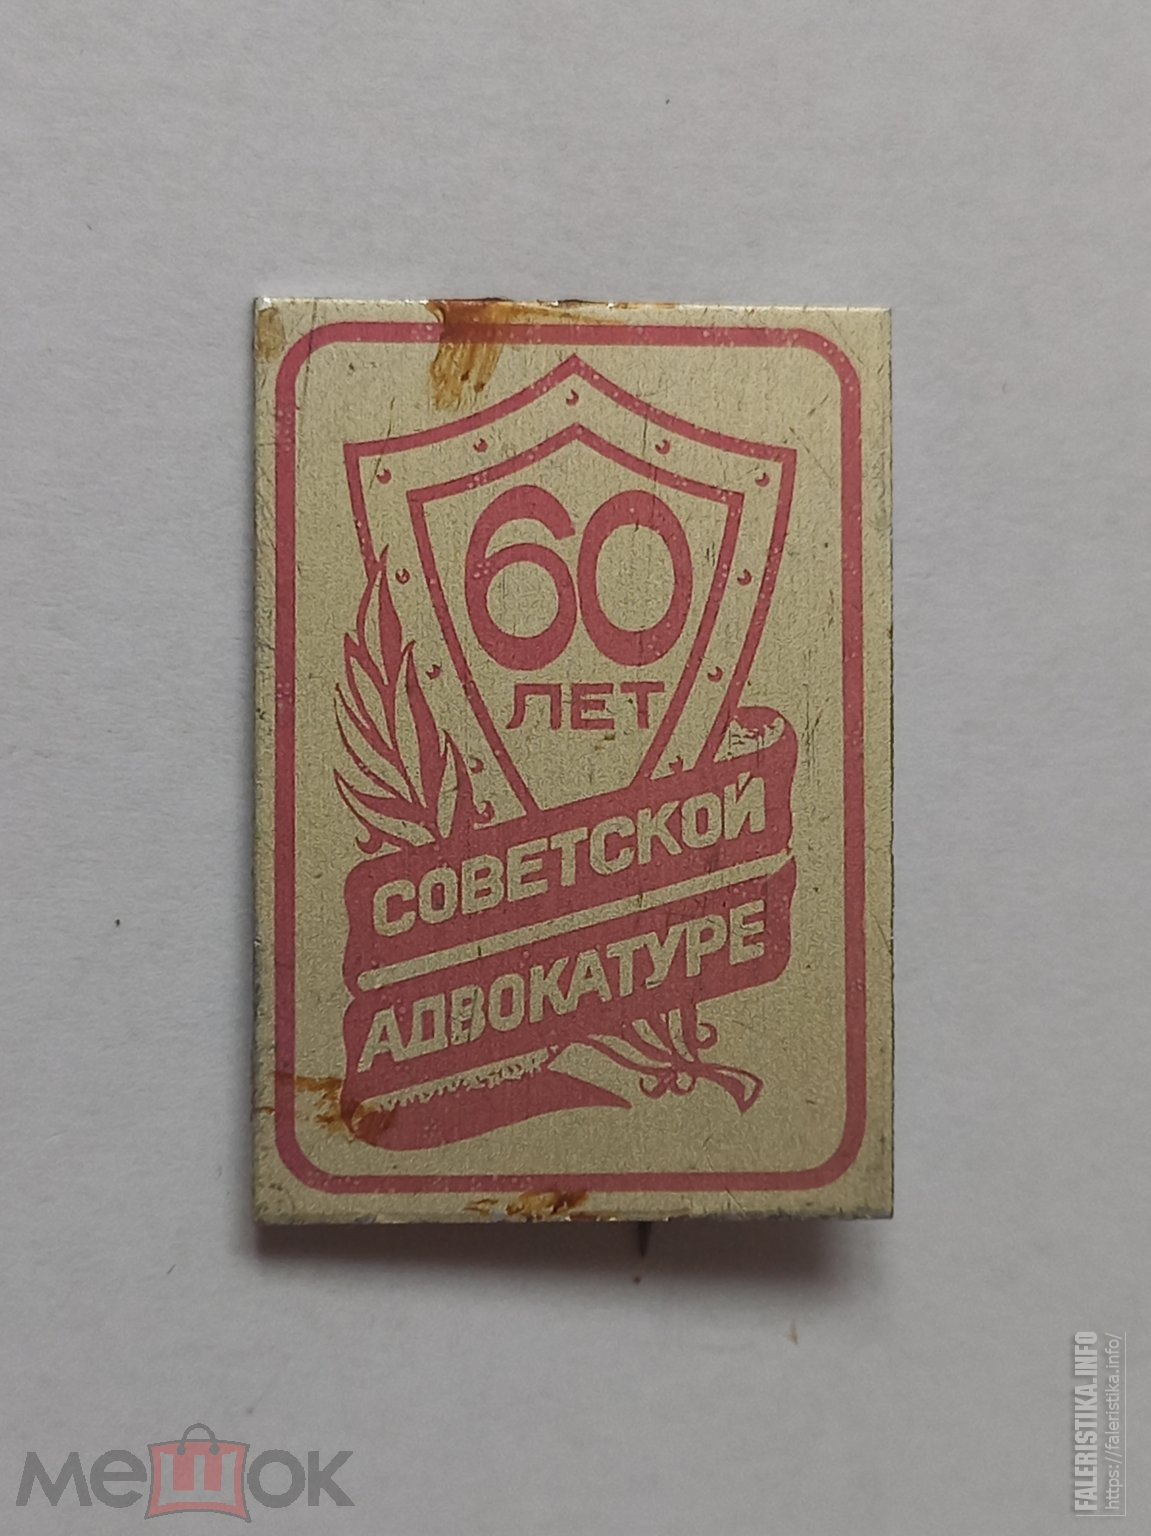 60
ЛЕТ
СОВЕТСКОЙ
АДВОКАТУРЕ
мешок
FALERISTIKA.INFO
https://faleristika.info/